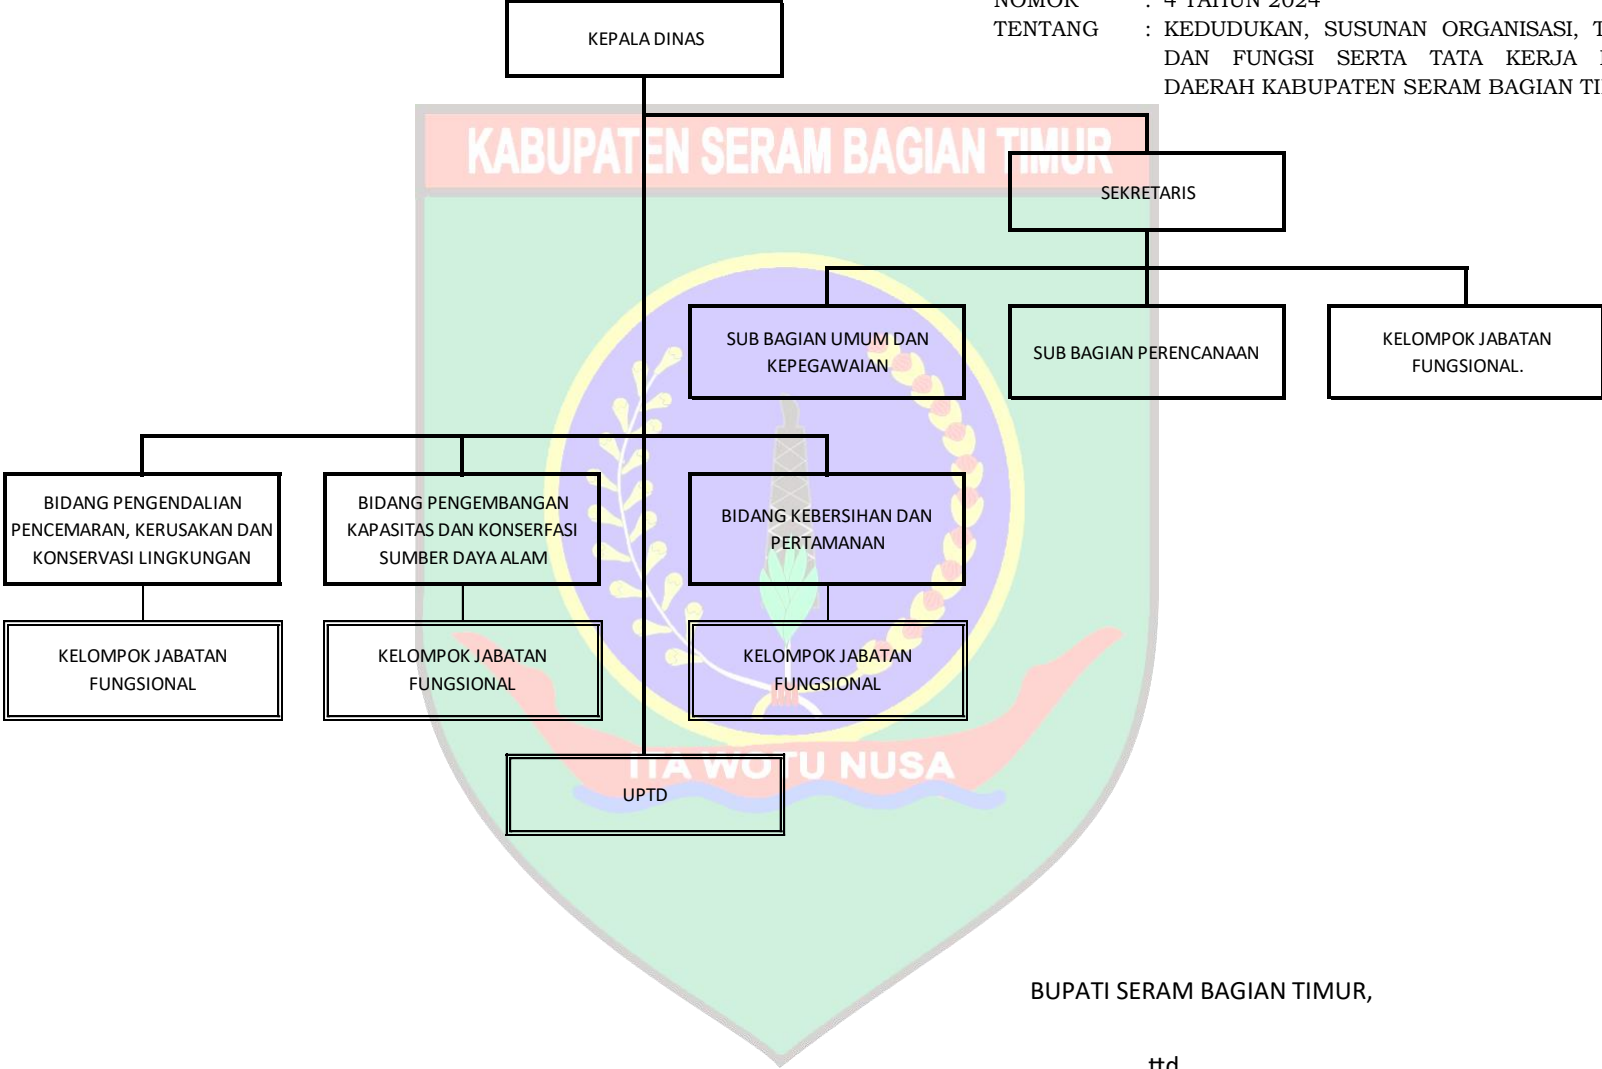 NOMOR : 4 TAHUN 2024
TENTANG : KEDUDUKAN, SUSUNAN ORGANISASI,
DAN FUNGSI SERTA TATA KERJA
DAERAH KABUPATEN SERAM BAGIAN
KEPALA DINAS
KABUPATEN SERAM BAGIAN TIMUR
SEKRETARIS
SUB BAGIAN UMUM DAN
KEPEGAWAIAN
SUB BAGIAN PERENCANAAN
KELOMPOK JABATAN
FUNGSIONAL.
BIDANG PENGENDALIAN
PENCEMARAN, KERUSAKAN DAN
KONSERVASI LINGKUNGAN
BIDANG PENGEMBANGAN
KAPASITAS DAN KONSERFASI
SUMBER DAYA ALAM
BIDANG KEBERSIHAN DAN
PERTAMANAN
KELOMPOK JABATAN
FUNGSIONAL
KELOMPOK JABATAN
FUNGSIONAL
KELOMPOK JABATAN
FUNGSIONAL
ITA WOTU NUSA
UPTD
BUPATI SERAM BAGIAN TIMUR,
ttd